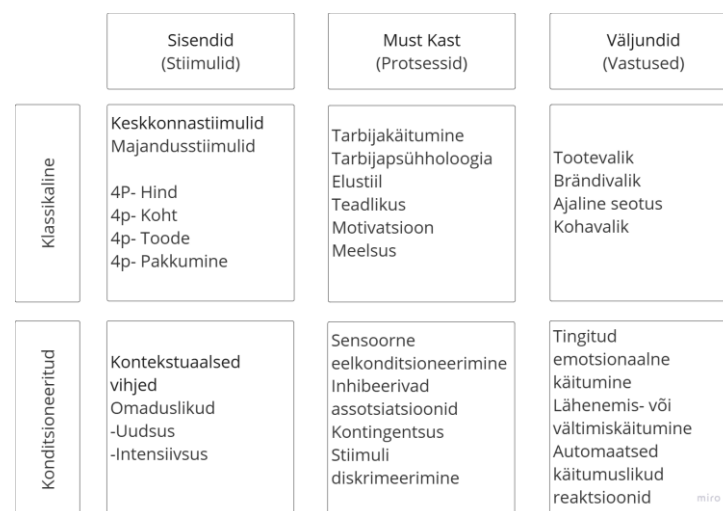 Sisendid
(Stiimulid)
Must Kast
(Protsessid)
Väljundid
(Vastused)
Klassikaline
Keskkonnastiimulid
Majandusstiimulid
4P- Hind
4p- Koht
4p- Toode
4p- Pakkumine
Tarbijakäitumine
Tarbijapsühholoogia
Elustiil
Teadlikus
Motivatsioon
Meelsus
Tootevalik
Brändivalik
Ajaline seotus
Kohavalik
Konditsioneeritud
Kontekstuaalsed
vihjed
Omaduslikud
-Uudsus
-Intensiivsus
Sensoorne
eelkonditsioneerimine
Inhibeerivad
assotsiatsioonid
Kontingentsus
Stiimuli
diskrimeerimine
Tingitud
emotsionaalne
käitumine
Lähenemis- või
vältimiskäitumine
Automaatsed
käitumuslikud
reaktsioonid
miro